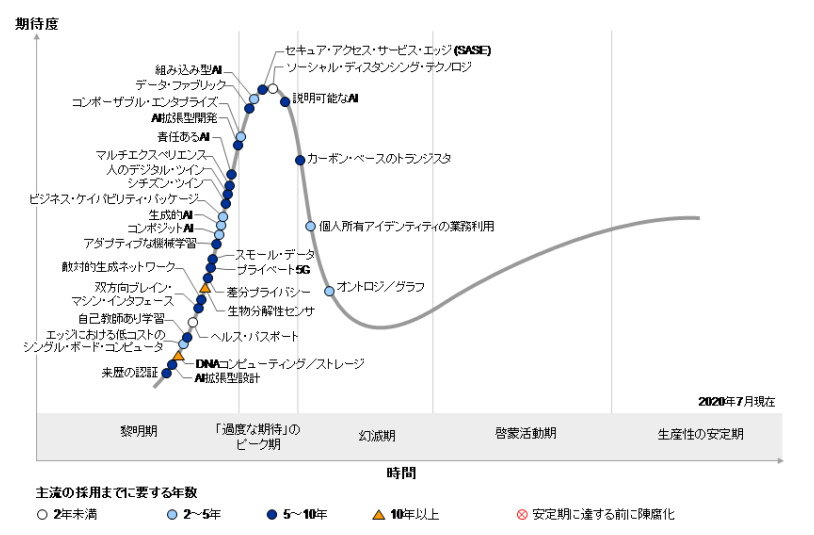 期待度
セキュア・アクセス・サービス・エッジ (SASE)
組み込み型AI
ソーシャル・ディスタンシング・テクノロジ
データ・ファブリック
説明可能なAI
コンポーザブル・エンタプライズ
AI拡張型開発
責任あるAI
マルチエクスペリエンス
カーボン・ベースのトランジスタ
人のデジタル・ツイン
シチズン・ツイン
ビジネス・ケイパビリティ・パッケージ
生成的AI
コンポジットAI
個人所有アイデンティティの業務利用
アダプティブな機械学習
スモール・データ
敵対的生成ネットワーク
プライベート5G
双方向ブレイン・
マシン・インタフェース
差分プライバシー
オントロジ／グラフ
生物分解性センサ
自己教師あり学習
エッジにおける低コストの
シングル・ボード・コンピュータ
ヘルス・パスポート
DNAコンピューティング／ストレージ
来歴の認証
AI拡張型設計
2020年7月現在
黎明期
「過度な期待」の
ピーク期
幻滅期
啓蒙活動期
生産性の安定期
時間
主流の採用までに要する年数
2年未満
2～5年
5～10年
10年以上
安定期に達する前に陳腐化